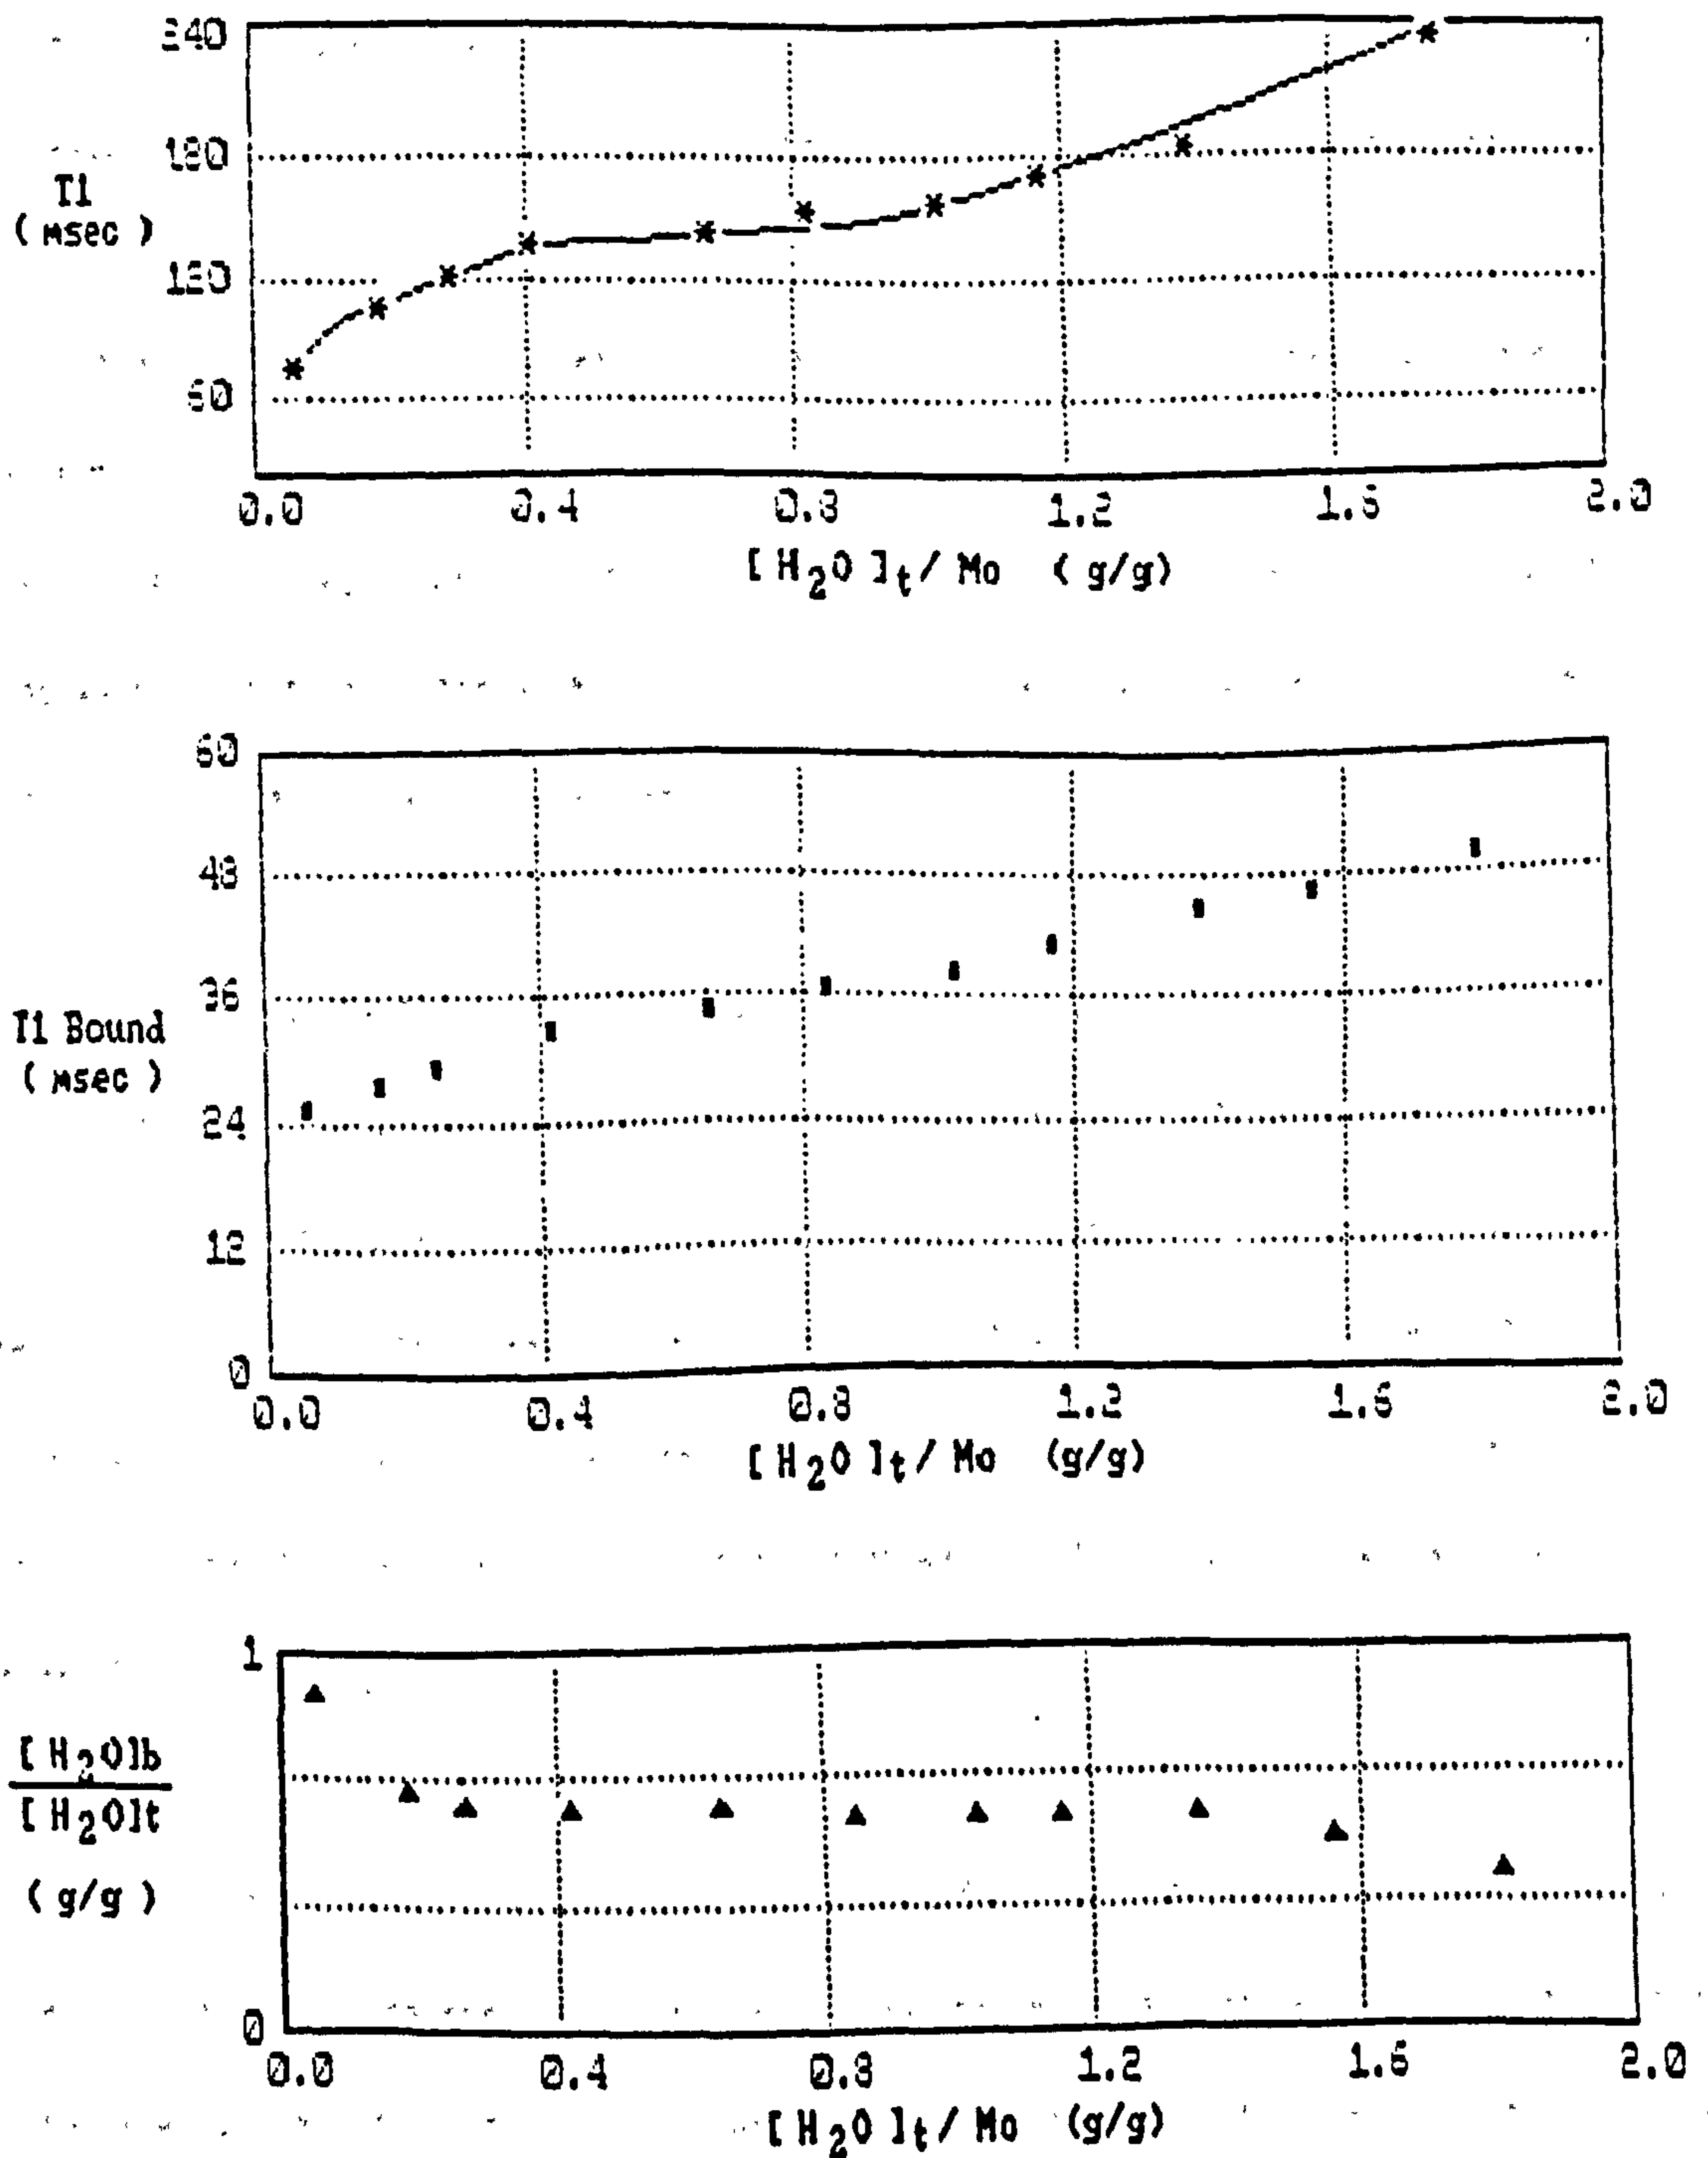 240
180
T1
( msec )
120
60
0.0 0.4 0.8 1.2 1.6 2.0
[ H2O ]t / Mo ( g/g)
60
48
36
T1 Bound
( msec )
24
12
0
0.0 0.4 0.8 1.2 1.6 2.0
[ H2O ]t / Mo (g/g)
1
[ H2O]b
[ H2O]t
( g/g )
0
0.0 0.4 0.8 1.2 1.6 2.0
[ H2O ]t / Mo (g/g)